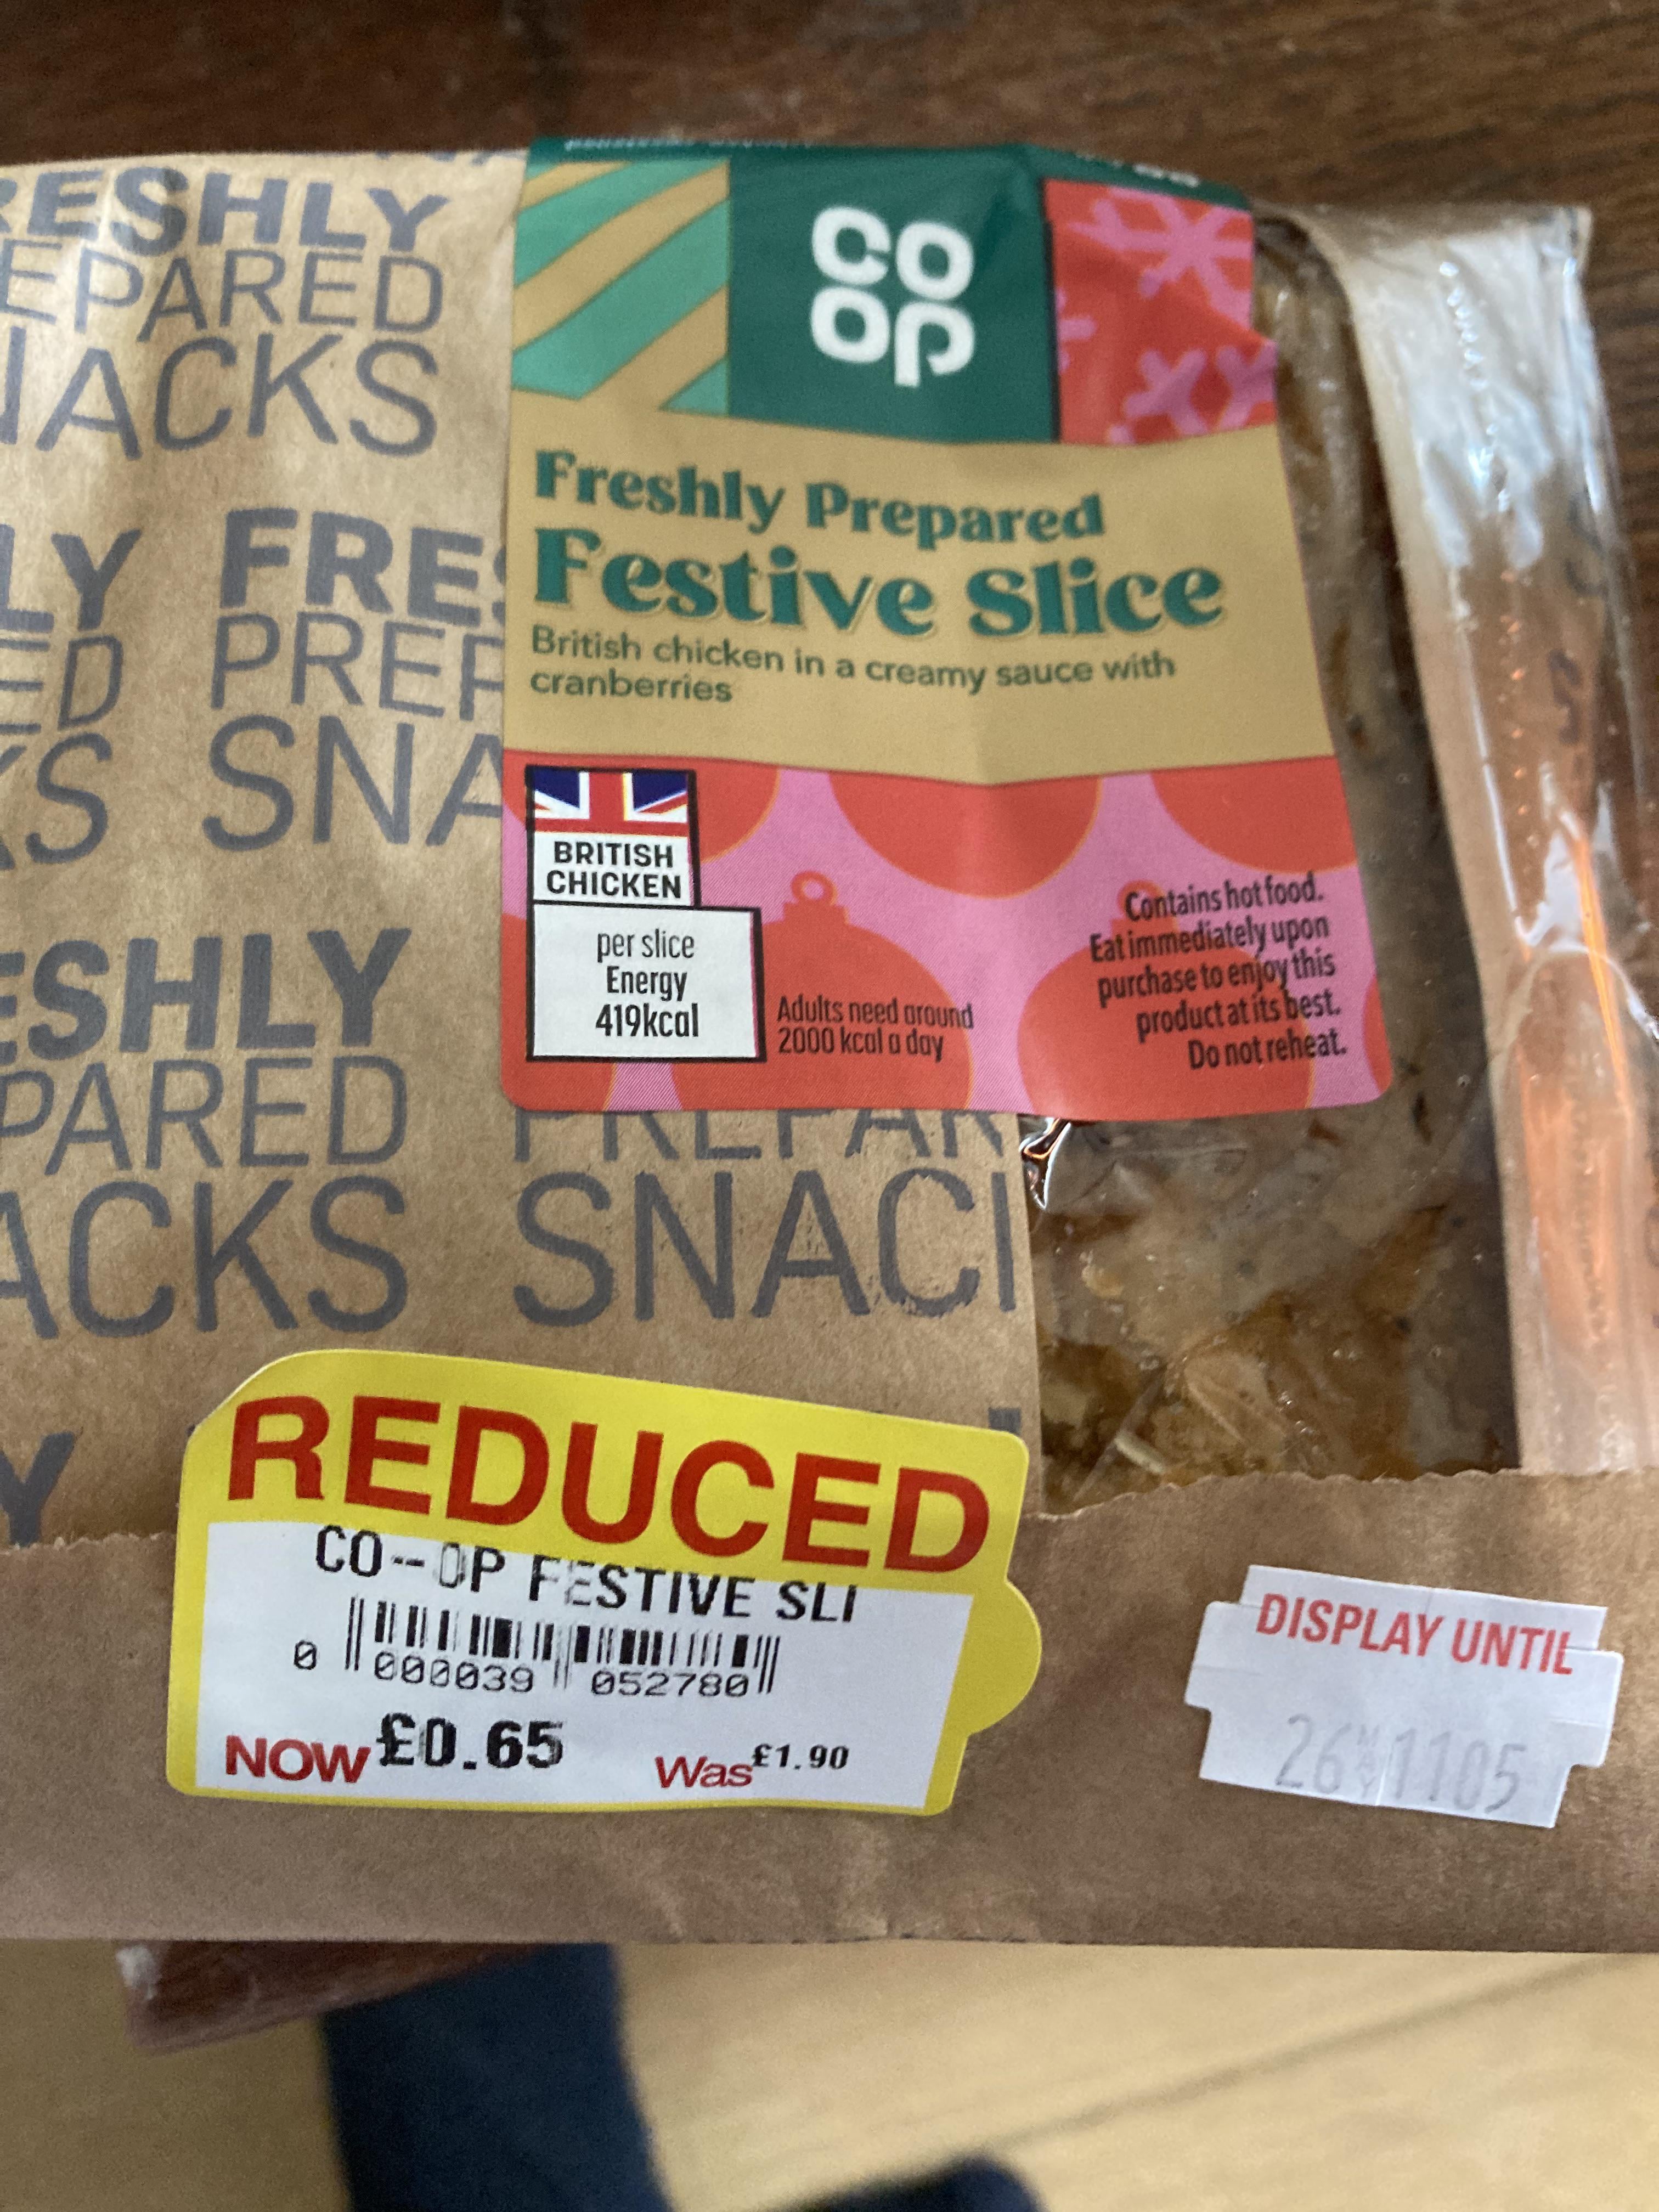 RESHLY
EPARED
NACKS
CO
OP
Freshly Prepared
Festive Slice
British chicken in a creamy sauce with
cranberries
LY FRES
ED PREP
KS SNA
BRITISH
CHICKEN
per slice
Energy
419kcal
Adults need around
2000 kcal a day
Contains hot food.
Eat immediately upon
purchase to enjoy this
product at its best.
Do not reheat.
ESHLY
PARED PREPAR
ACKS SNACK
Y
REDUCED
CO--OP FESTIVE SLI
0 000039 052780
NOW £0.65 Was £1.90
DISPLAY UNTIL
26 1105